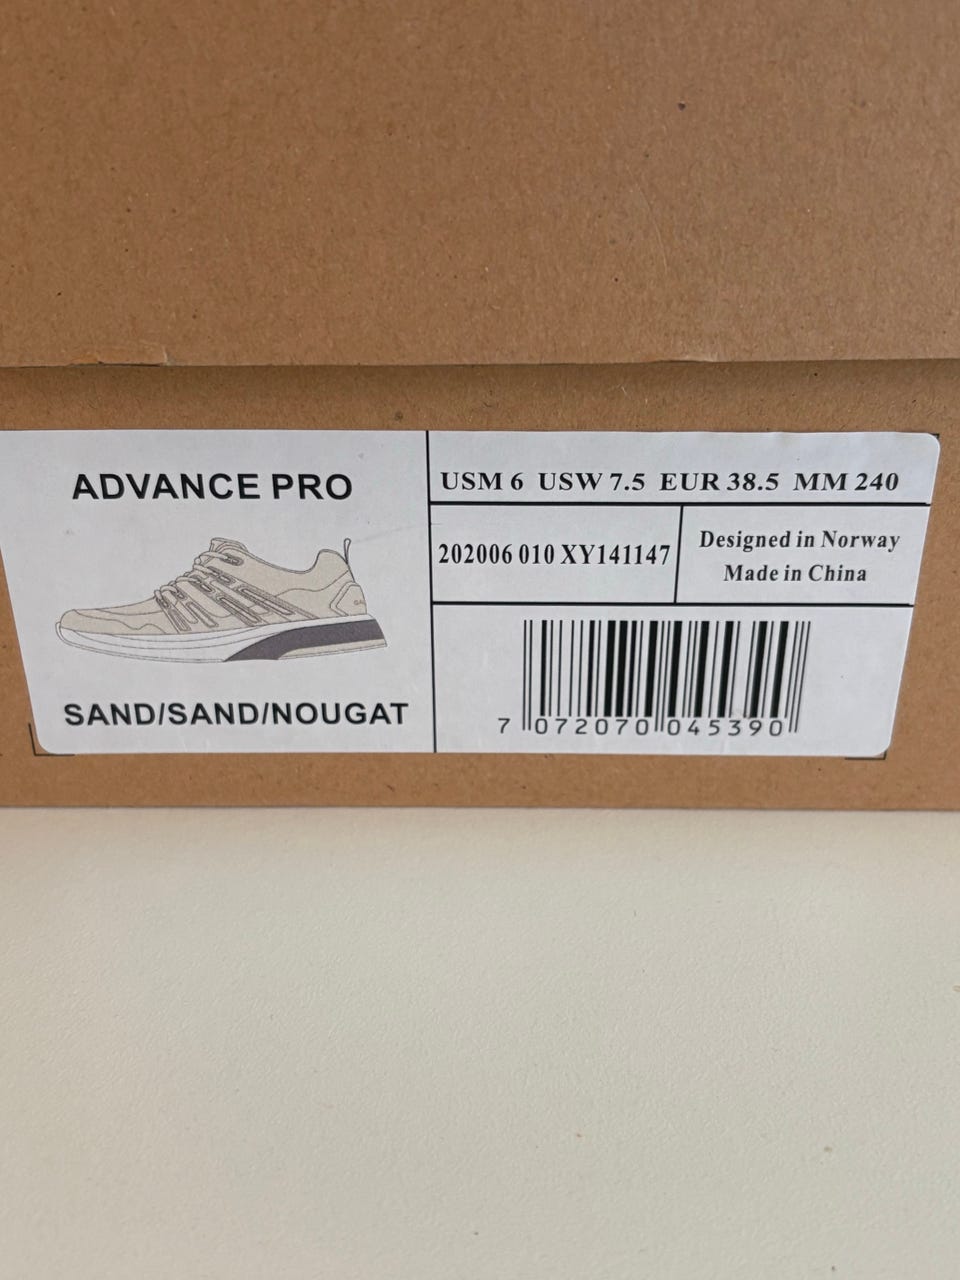 ADVANCE PRO
SAND/SAND/NOUGAT
USM 6 USW 7.5 EUR 38.5 MM 240
202006 010 XY141147
Designed in Norway
Made in China
7 072070 045390